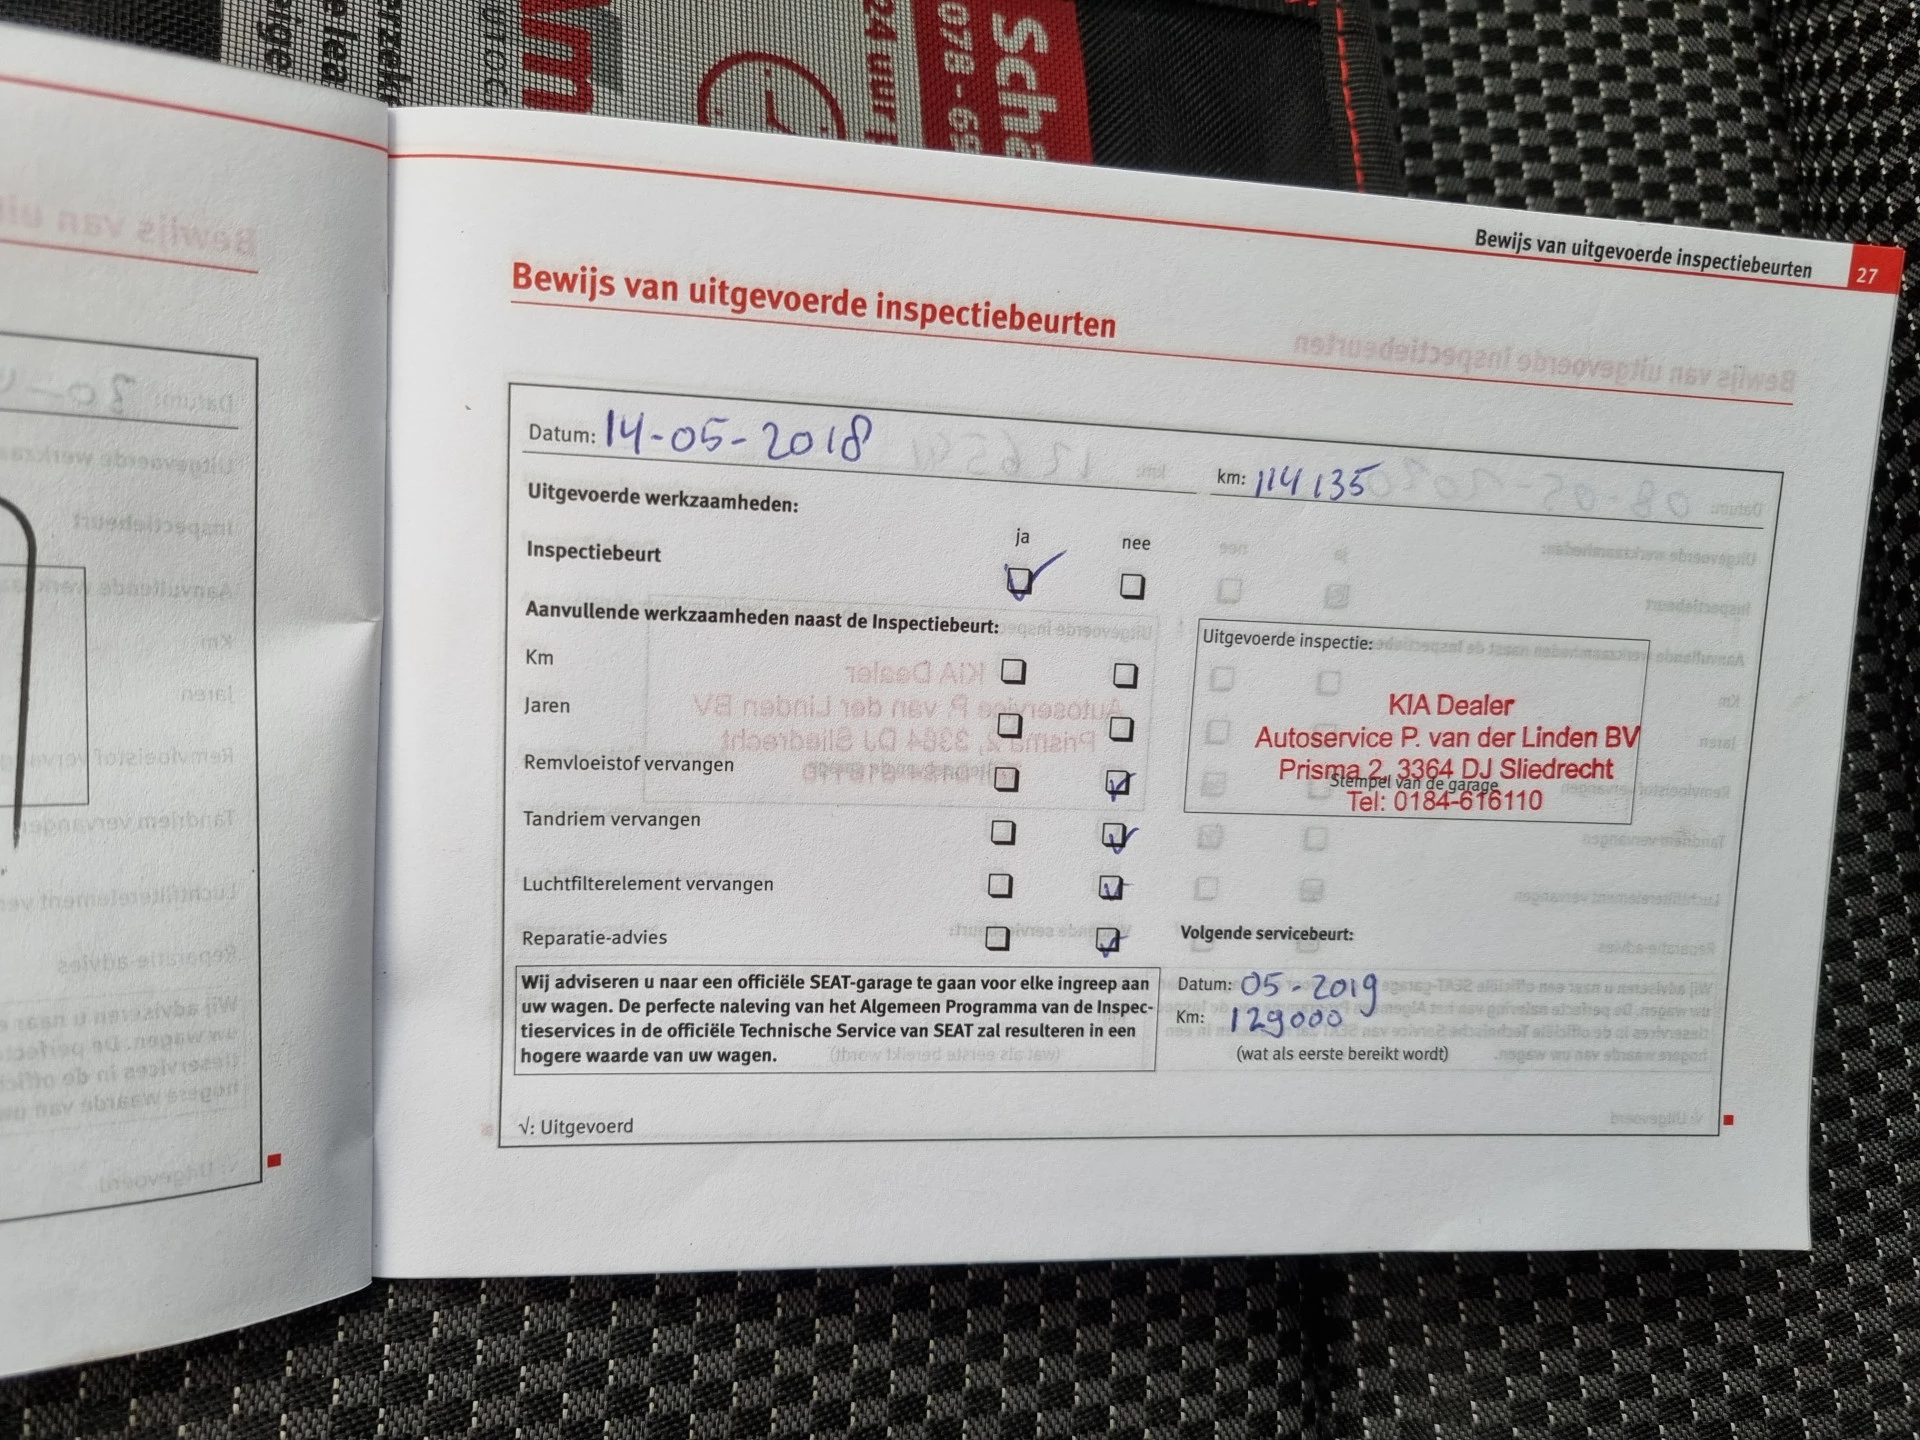 Sche
078 - 69
24 uur
Bewijs van uitgevoerde inspectiebeurten 27
Bewijs van uitgevoerde inspectiebeurten
Datum: 14-05-2018
km: 114135
Uitgevoerde werkzaamheden:
ja nee
Inspectiebeurt
Aanvullende werkzaamheden naast de Inspectiebeurt:
Km
Jaren
Remvloeistof vervangen
Tandriem vervangen
Luchtfilterelement vervangen
Reparatie-advies
Uitgevoerde inspectie:
KIA Dealer
Autoservice P. van der Linden BV
Prisma 2, 3364 DJ Sliedrecht
Stempel van de garage
Tel: 0184-616110
Volgende servicebeurt:
Datum: 05-2019
Km: 129000
(wat als eerste bereikt wordt)
Wij adviseren u naar een officiële SEAT-garage te gaan voor elke ingreep aan
uw wagen. De perfecte naleving van het Algemeen Programma van de Inspec-
tieservices in de officiële Technische Service van SEAT zal resulteren in een
hogere waarde van uw wagen.
√: Uitgevoerd